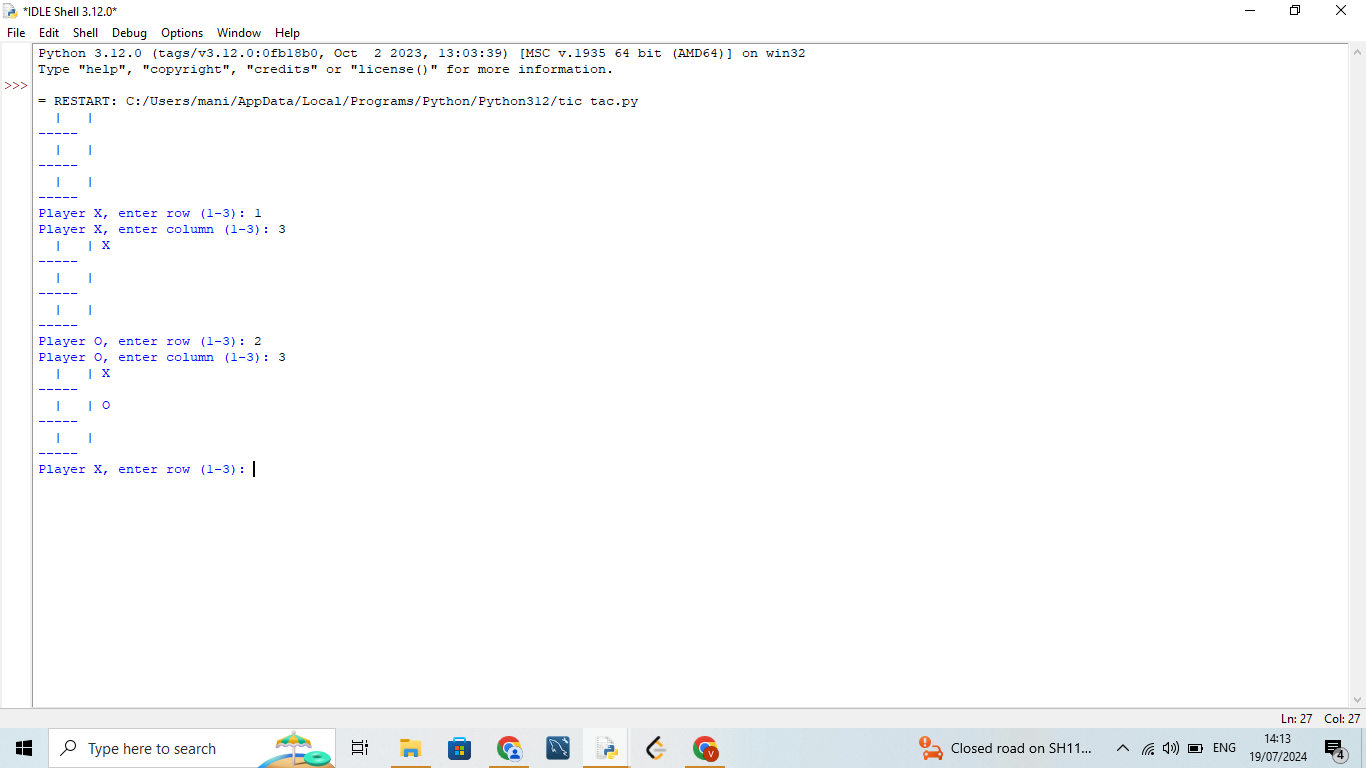 *IDLE Shell 3.12.0*
File Edit Shell Debug Options Window Help
Python 3.12.0 (tags/v3.12.0:0fb18b0, Oct  2 2023, 13:03:39) [MSC v.1935 64 bit (AMD64)] on win32
Type "help", "copyright", "credits" or "license()" for more information.
>>>
= RESTART: C:/Users/mani/AppData/Local/Programs/Python/Python312/tic tac.py
  |   |
-----
  |   |
-----
  |   |
-----
Player X, enter row (1-3): 1
Player X, enter column (1-3): 3
  |   | X
-----
  |   |
-----
  |   |
-----
Player O, enter row (1-3): 2
Player O, enter column (1-3): 3
  |   | X
-----
  |   | O
-----
  |   |
-----
Player X, enter row (1-3):
Ln: 27 Col: 27
Type here to search
Closed road on SH11...
ENG
14:13
19/07/2024
4